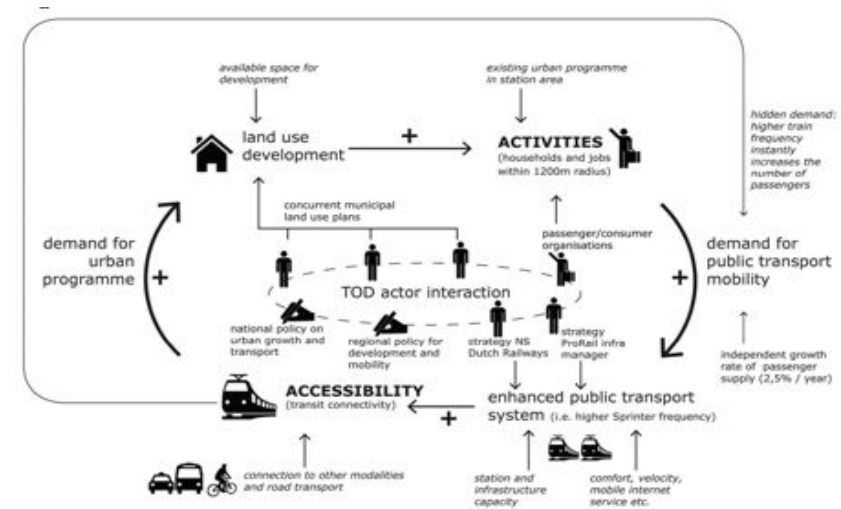 available space for
development
existing urban programme
in station area
hidden demand:
higher train
frequency
instantly
increases the
number of
passengers
land use
development
+
ACTIVITIES
(households and jobs
within 1200m radius)
concurrent municipal
land use plans
passenger/consumer
organisations
demand for
urban
programme
+
TOD actor interaction
+
demand for
public transport
mobility
national policy on
urban growth and
transport
regional policy for
development and
mobility
strategy NS
Dutch Railways
strategy
ProRail infra
manager
independent growth
rate of passenger
supply (2,5% / year)
ACCESSIBILITY
(transit connectivity)
+
enhanced public transport
system (i.e. higher Sprinter frequency)
connection to other modalities
and road transport
station and
infrastructure
capacity
comfort, velocity,
mobile internet
service etc.